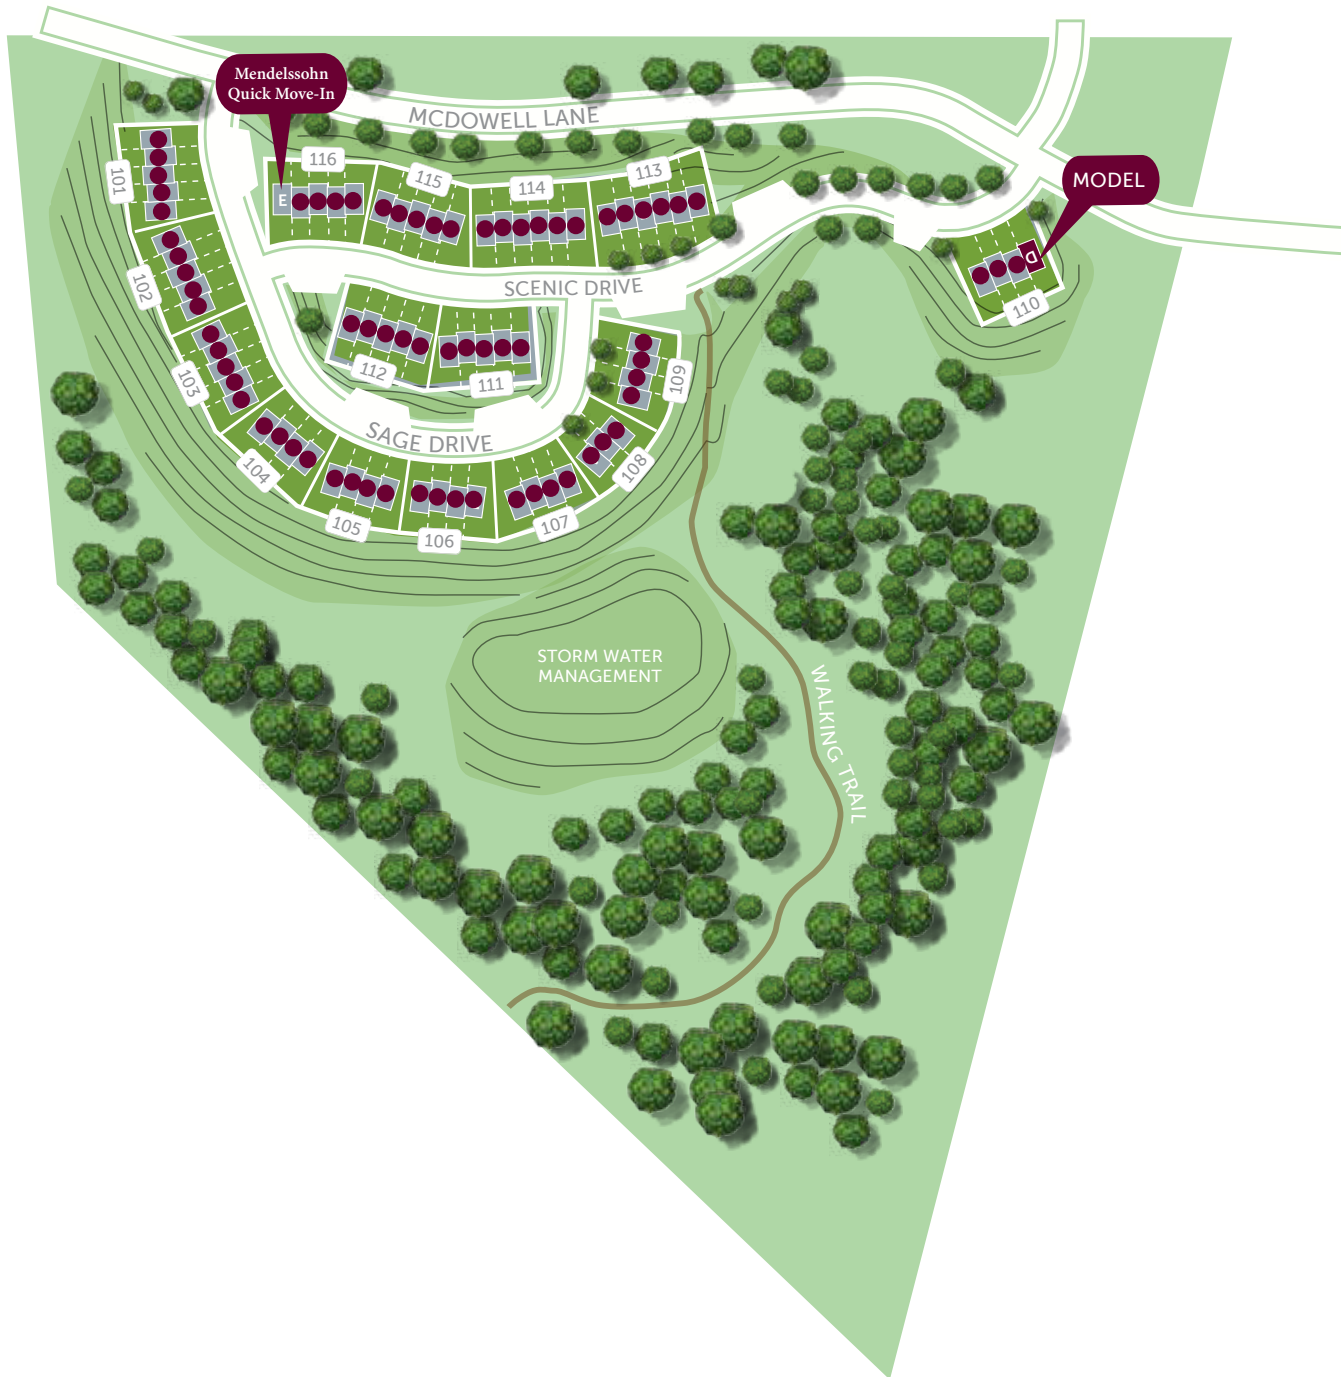 Mendelssohn
Quick Move-In
MCDOWELL LANE
116
115
114
113
MODEL
101
E
D
102
SCENIC DRIVE
110
103
112
111
109
SAGE DRIVE
104
108
105
106
107
STORM WATER
MANAGEMENT
WALKING TRAIL